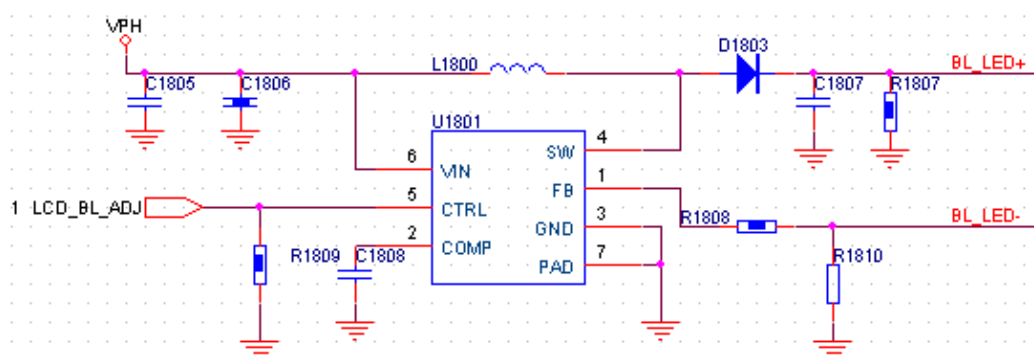 VPH
D1803
L1800
BL_LED+
C1805
C1806
C1807
R1807
U1801
6
VIN
SW
4
1 LCD_BL_ADJ
5
CTRL
FB
1
2
COMP
GND
3
R1808
BL_LED-
R1809
C1808
PAD
7
R1810